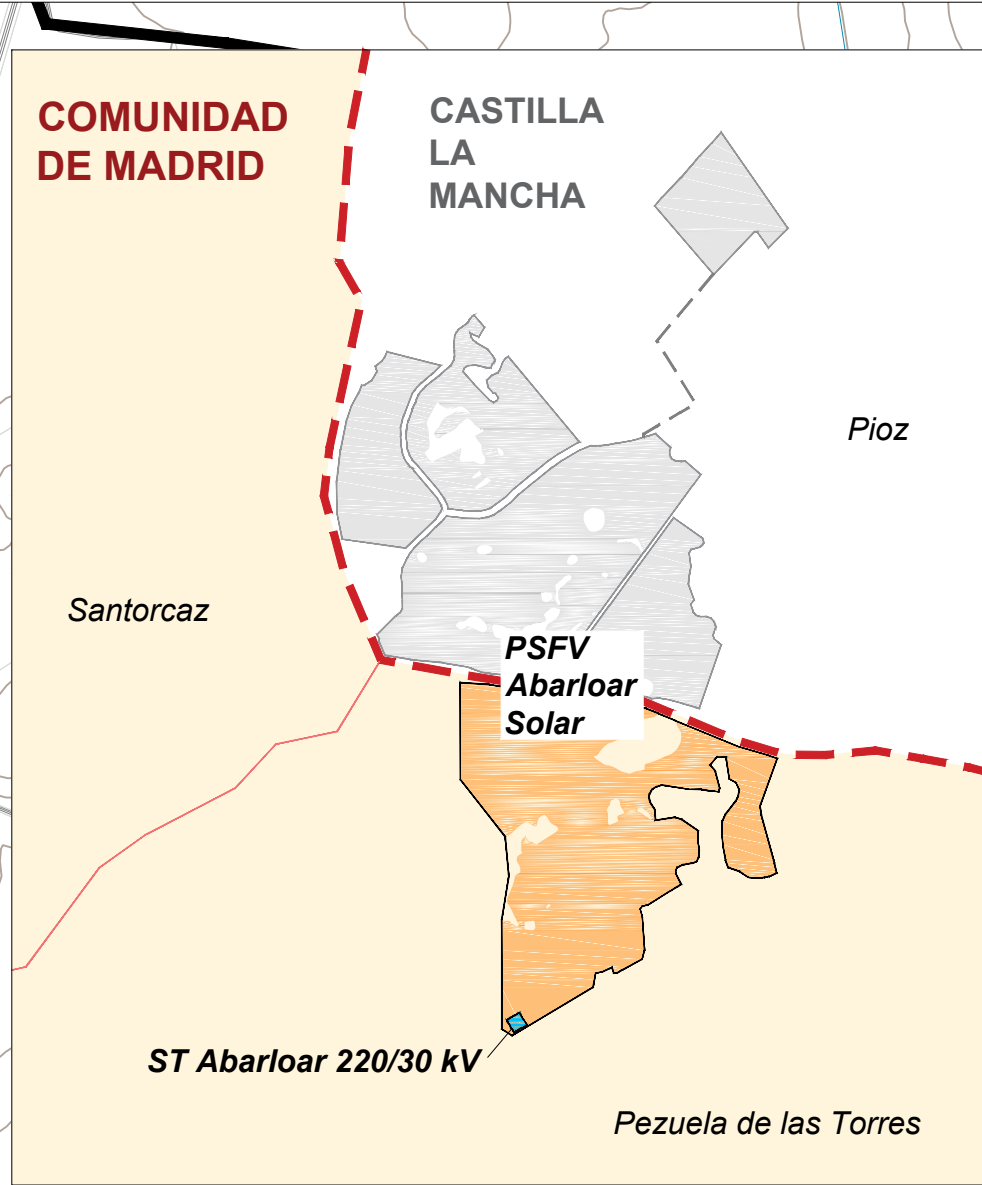 COMUNIDAD
DE MADRID
CASTILLA
LA
MANCHA
Pioz
Santorcaz
PSFV
Abarloar
Solar
ST Abarloar 220/30 kV
Pezuela de las Torres